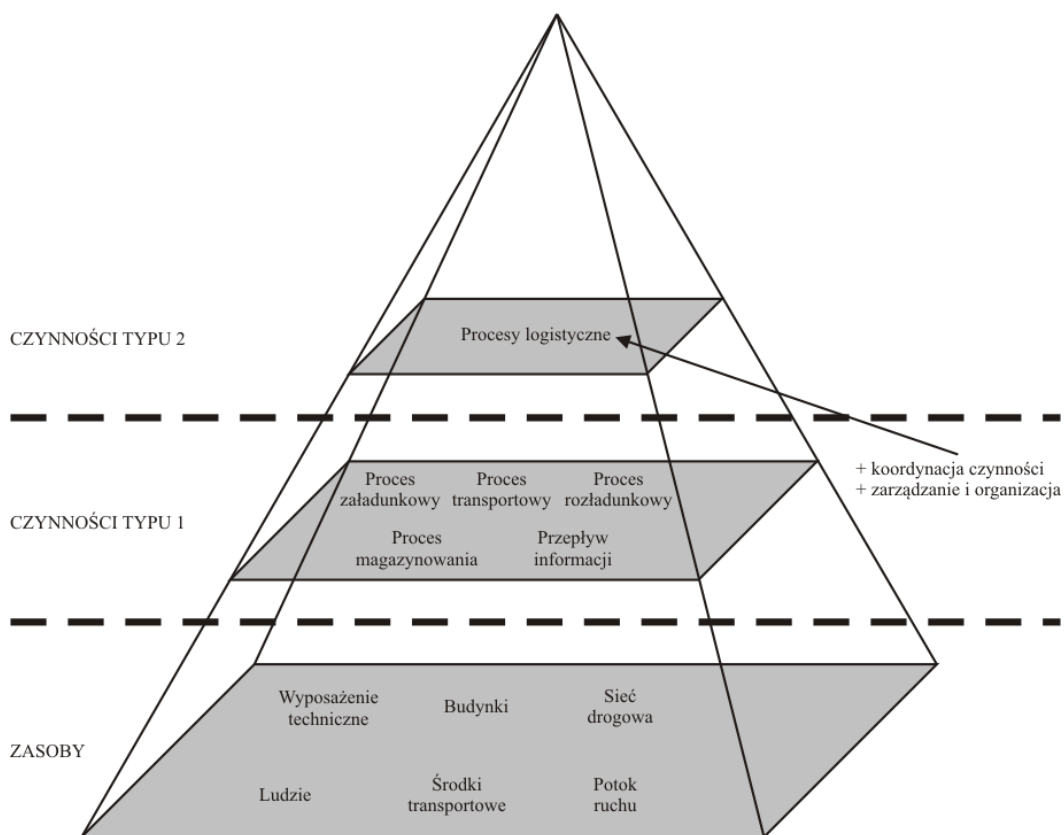 CZYNNOŚCI TYPU 2
Procesy logistyczne
+ koordynacja czynności
+ zarządzanie i organizacja
CZYNNOŚCI TYPU 1
Proces
załadunkowy
Proces
transportowy
Proces
rozładunkowy
Proces
magazynowania
Przepływ
informacji
ZASOBY
Wyposażenie
techniczne
Budynki
Sieć
drogowa
Ludzie
Środki
transportowe
Potok
ruchu